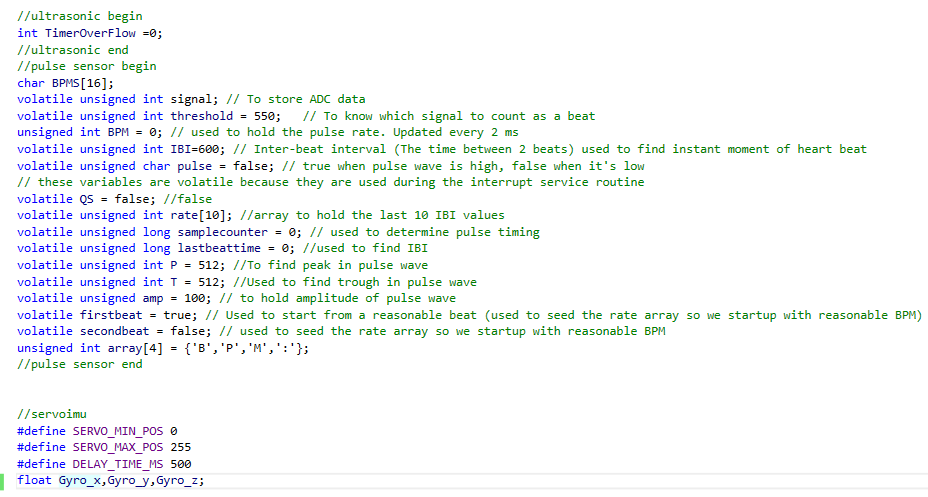 //ultrasonic begin
int TimerOverFlow =0;
//ultrasonic end
//pulse sensor begin
char BPMS[16];
volatile unsigned int signal; // To store ADC data
volatile unsigned int threshold = 550;   // To know which signal to count as a beat
unsigned int BPM = 0; // used to hold the pulse rate. Updated every 2 ms
volatile unsigned int IBI=600; // Inter-beat interval (The time between 2 beats) used to find instant moment of heart beat
volatile unsigned char pulse = false; // true when pulse wave is high, false when it's low
// these variables are volatile because they are used during the interrupt service routine
volatile QS = false; //false
volatile unsigned int rate[10]; //array to hold the last 10 IBI values
volatile unsigned long samplecounter = 0; // used to determine pulse timing
volatile unsigned long lastbeattime = 0; //used to find IBI
volatile unsigned int P = 512; //To find peak in pulse wave
volatile unsigned int T = 512; //Used to find trough in pulse wave
volatile unsigned amp = 100; // to hold amplitude of pulse wave
volatile firstbeat = true; // Used to start from a reasonable beat (used to seed the rate array so we startup with reasonable BPM)
volatile secondbeat = false; // used to seed the rate array so we startup with reasonable BPM
unsigned int array[4] = {'B','P','M',':'};
//pulse sensor end
//servoimu
#define SERVO_MIN_POS 0
#define SERVO_MAX_POS 255
#define DELAY_TIME_MS 500
float Gyro_x,Gyro_y,Gyro_z;